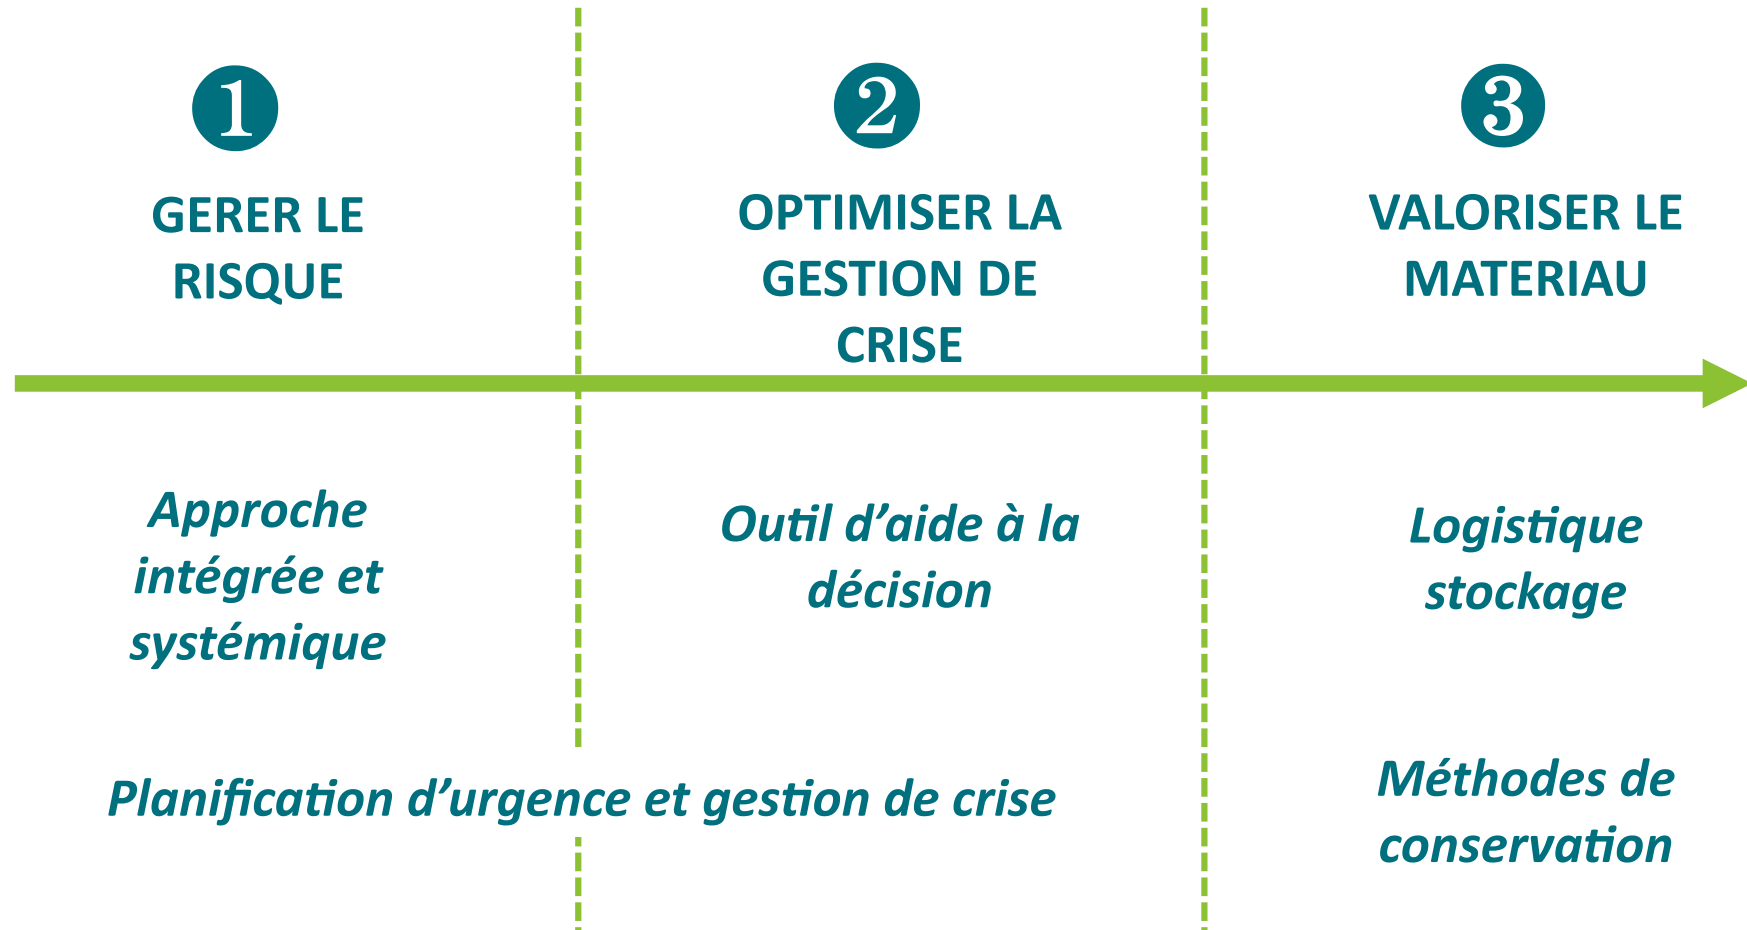 1
GERER LE
RISQUE
2
OPTIMISER LA
GESTION DE
CRISE
3
VALORISER LE
MATERIAU
Approche
intégrée et
systémique
Outil d’aide à la
décision
Logistique
stockage
Planification d’urgence et gestion de crise
Méthodes de
conservation